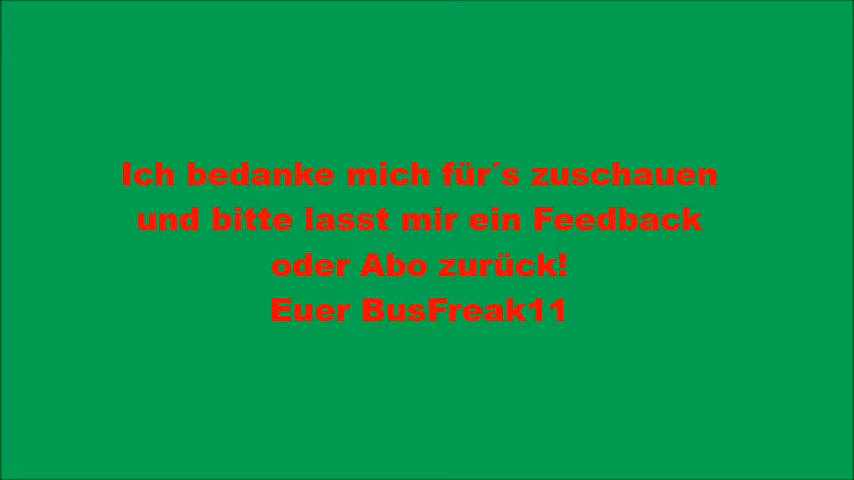 Ich bedanke mich für´s zuschauen
und bitte lasst mir ein Feedback
oder Abo zurück!
Euer BusFreak11